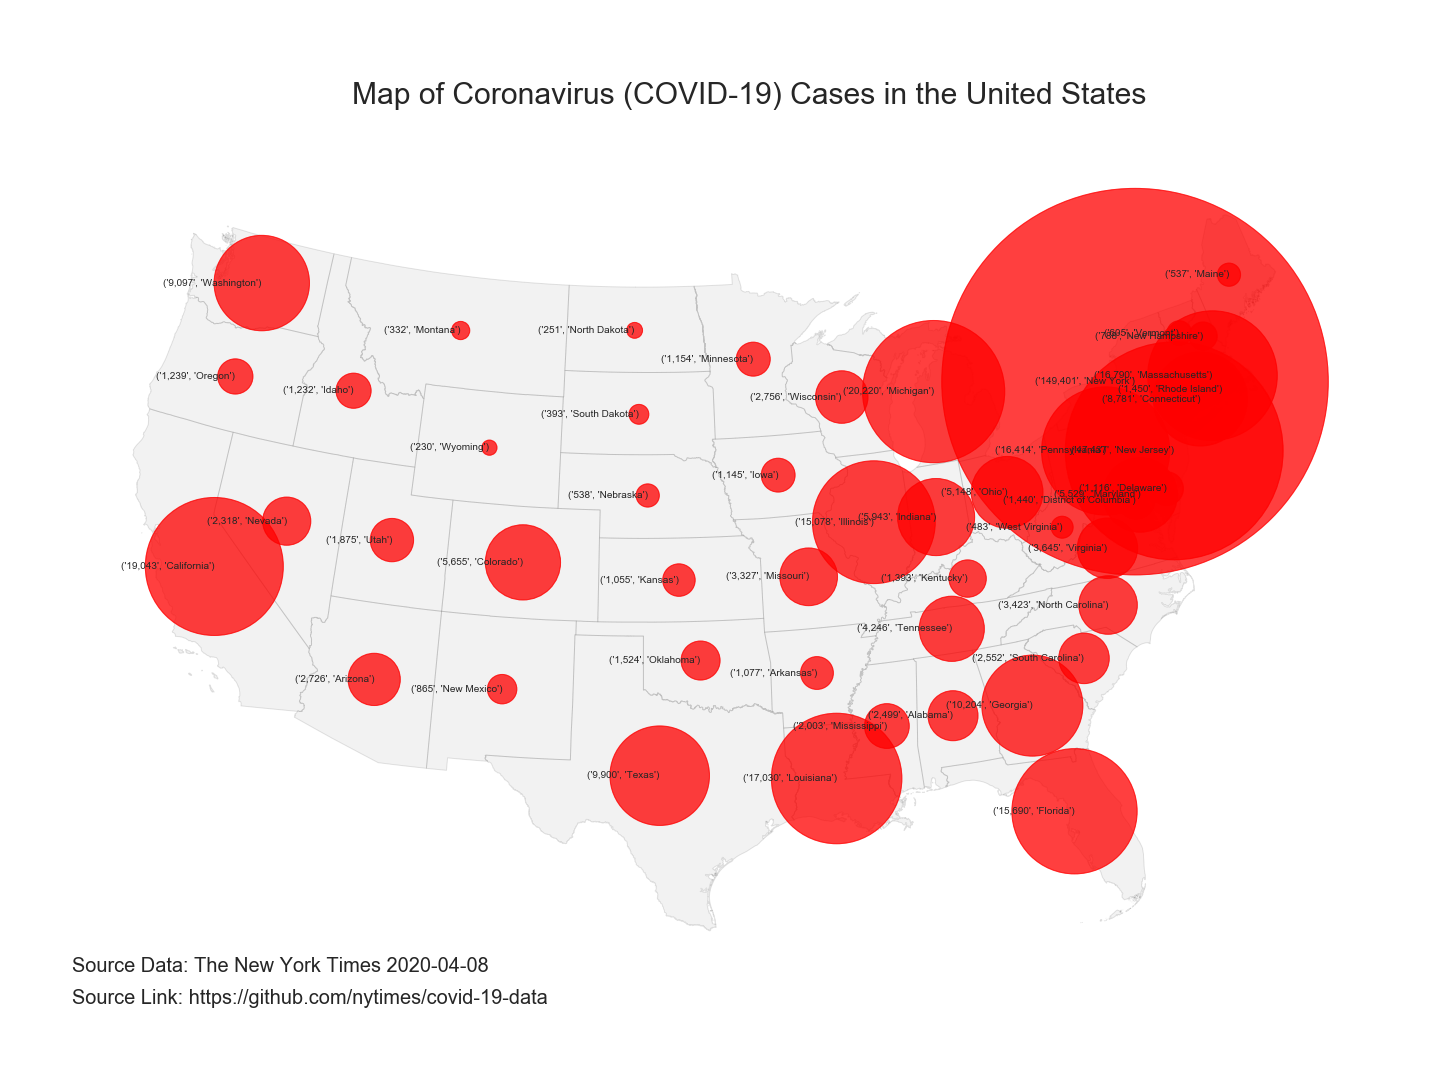 Map of Coronavirus (COVID-19) Cases in the United States
('537', 'Maine')
('9,097', 'Washington')
('332', 'Montana')
('251', 'North Dakota')
('695', 'Vermont')
'New Hampshire')
('1,154', 'Minnesota')
('1,239', 'Oregon')
('16,790', 'Massachusetts')
('149,401', 'New York')
('1,232', 'Idaho')
('20,220', 'Michigan')
('1,450', 'Rhode Island')
('2,756', 'Wisconsin')
('8,781', 'Connecticut')
('393', 'South Dakota')
('230', 'Wyoming')
('16,414',
'New Jersey')
('1,145', 'Iowa')
('1,116', 'Delaware')
('5,148', 'Ohio')
'Maryland')
('538', 'Nebraska')
('1,440', 'District of Columbia')
('5,943', 'Indiana')
('2,318', 'Nevada')
('15,078', 'Illinois')
('483', 'West Virginia')
('1,875', 'Utah')
('3,645', 'Virginia')
('5,655', 'Colorado')
('19,043', 'California')
('3,327', 'Missouri')
('1,393', 'Kentucky')
('1,055', 'Kansas')
('3,423', 'North Carolina')
('4,246', 'Tennessee')
('2,552', 'South Carolina')
('1,524', 'Oklahoma')
('1,077', 'Arkansas')
('2,726', 'Arizona')
('865', 'New Mexico')
('10,204', 'Georgia')
('2,499', 'Alabama')
('2,003', 'Mississippi')
('9,900', 'Texas')
('17,030', 'Louisiana')
('15,690', 'Florida')
Source Data: The New York Times 2020-04-08
Source Link: https://github.com/nytimes/covid-19-data